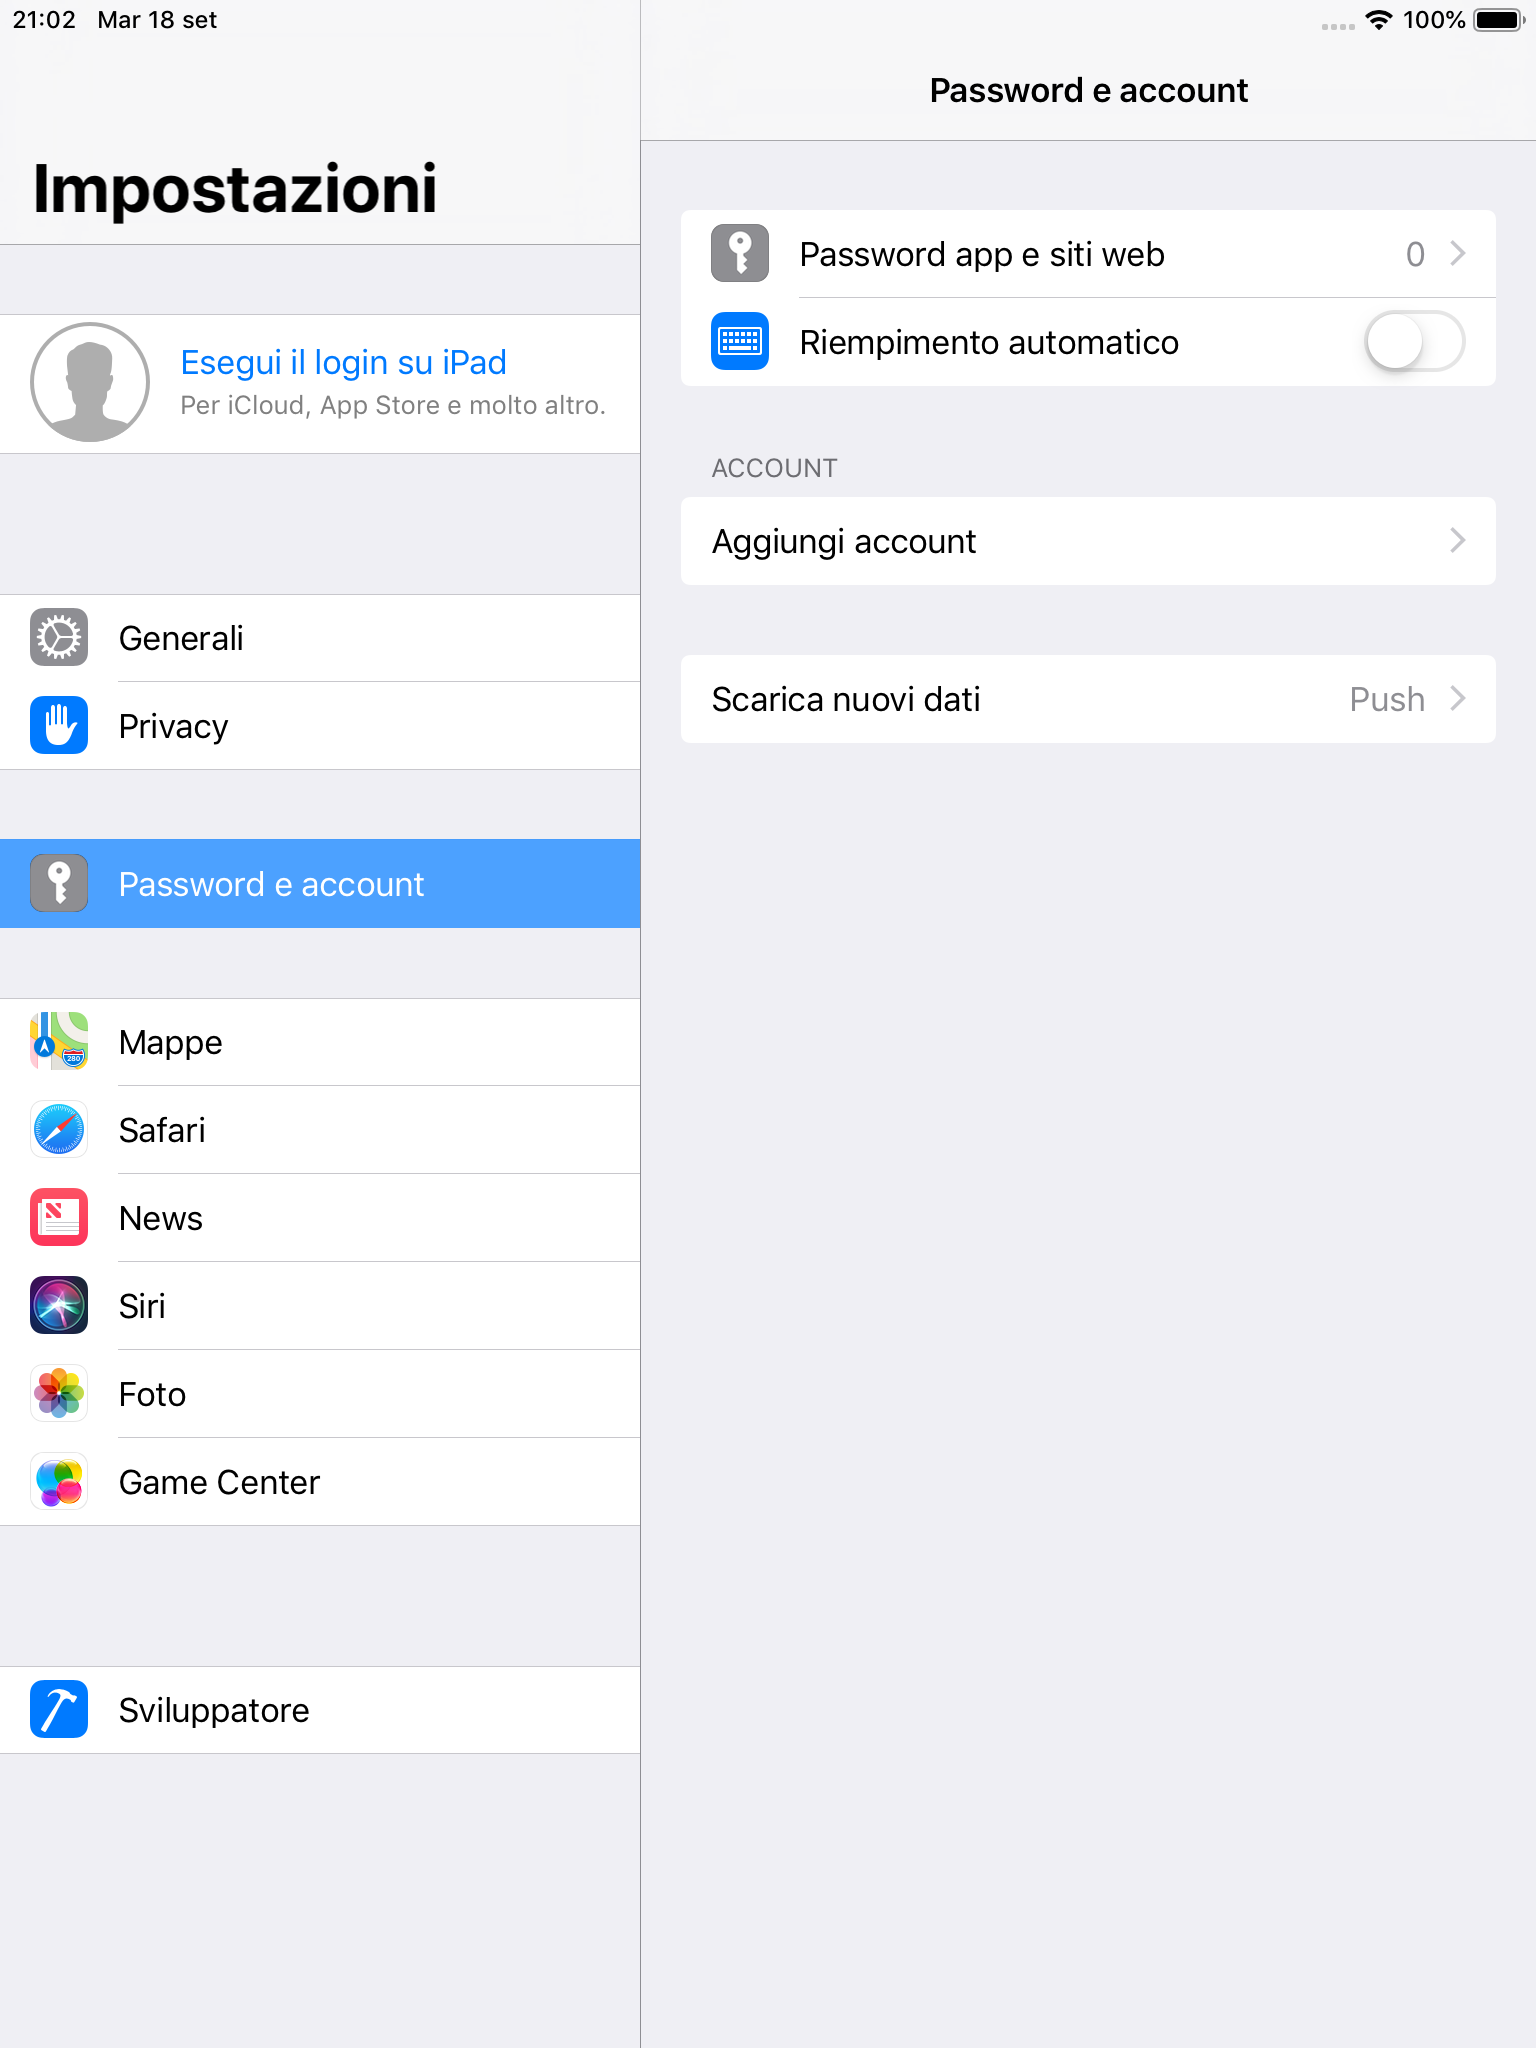 21:02 Mar 18 set
100%
Impostazioni
Esegui il login su iPad
Per iCloud, App Store e molto altro.
Generali
Privacy
Password e account
Mappe
280
Safari
News
Siri
Foto
Game Center
Sviluppatore
Password e account
Password app e siti web 0
Riempimento automatico
ACCOUNT
Aggiungi account
Scarica nuovi dati Push